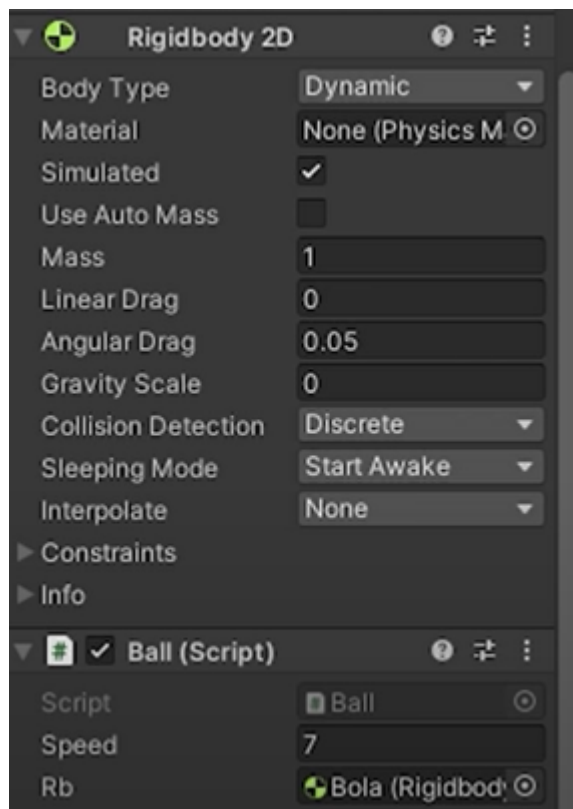 Rigidbody 2D
Body Type Dynamic
Material None (Physics M
Simulated
Use Auto Mass
Mass 1
Linear Drag 0
Angular Drag 0.05
Gravity Scale 0
Collision Detection Discrete
Sleeping Mode Start Awake
Interpolate None
Constraints
Info
# Ball (Script)
Script Ball
Speed 7
Rb Bola (Rigidbody